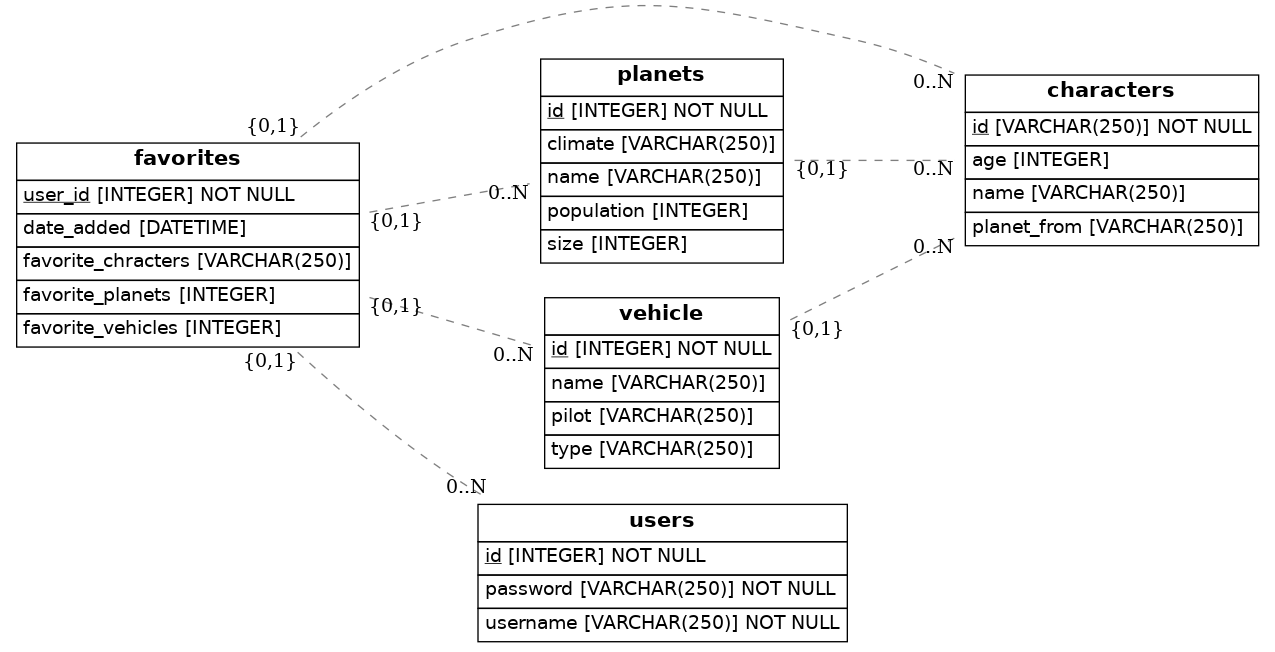 {0,1}
0..N
favorites
user_id [INTEGER] NOT NULL
date_added [DATETIME]
favorite_chracters [VARCHAR(250)]
favorite_planets [INTEGER]
favorite_vehicles [INTEGER]
{0,1}
0..N
{0,1}
0..N
{0,1}
0..N
planets
id [INTEGER] NOT NULL
climate [VARCHAR(250)]
name [VARCHAR(250)]
population [INTEGER]
size [INTEGER]
{0,1}
0..N
vehicle
id [INTEGER] NOT NULL
name [VARCHAR(250)]
pilot [VARCHAR(250)]
type [VARCHAR(250)]
{0,1}
0..N
characters
id [VARCHAR(250)] NOT NULL
age [INTEGER]
name [VARCHAR(250)]
planet_from [VARCHAR(250)]
users
id [INTEGER] NOT NULL
password [VARCHAR(250)] NOT NULL
username [VARCHAR(250)] NOT NULL